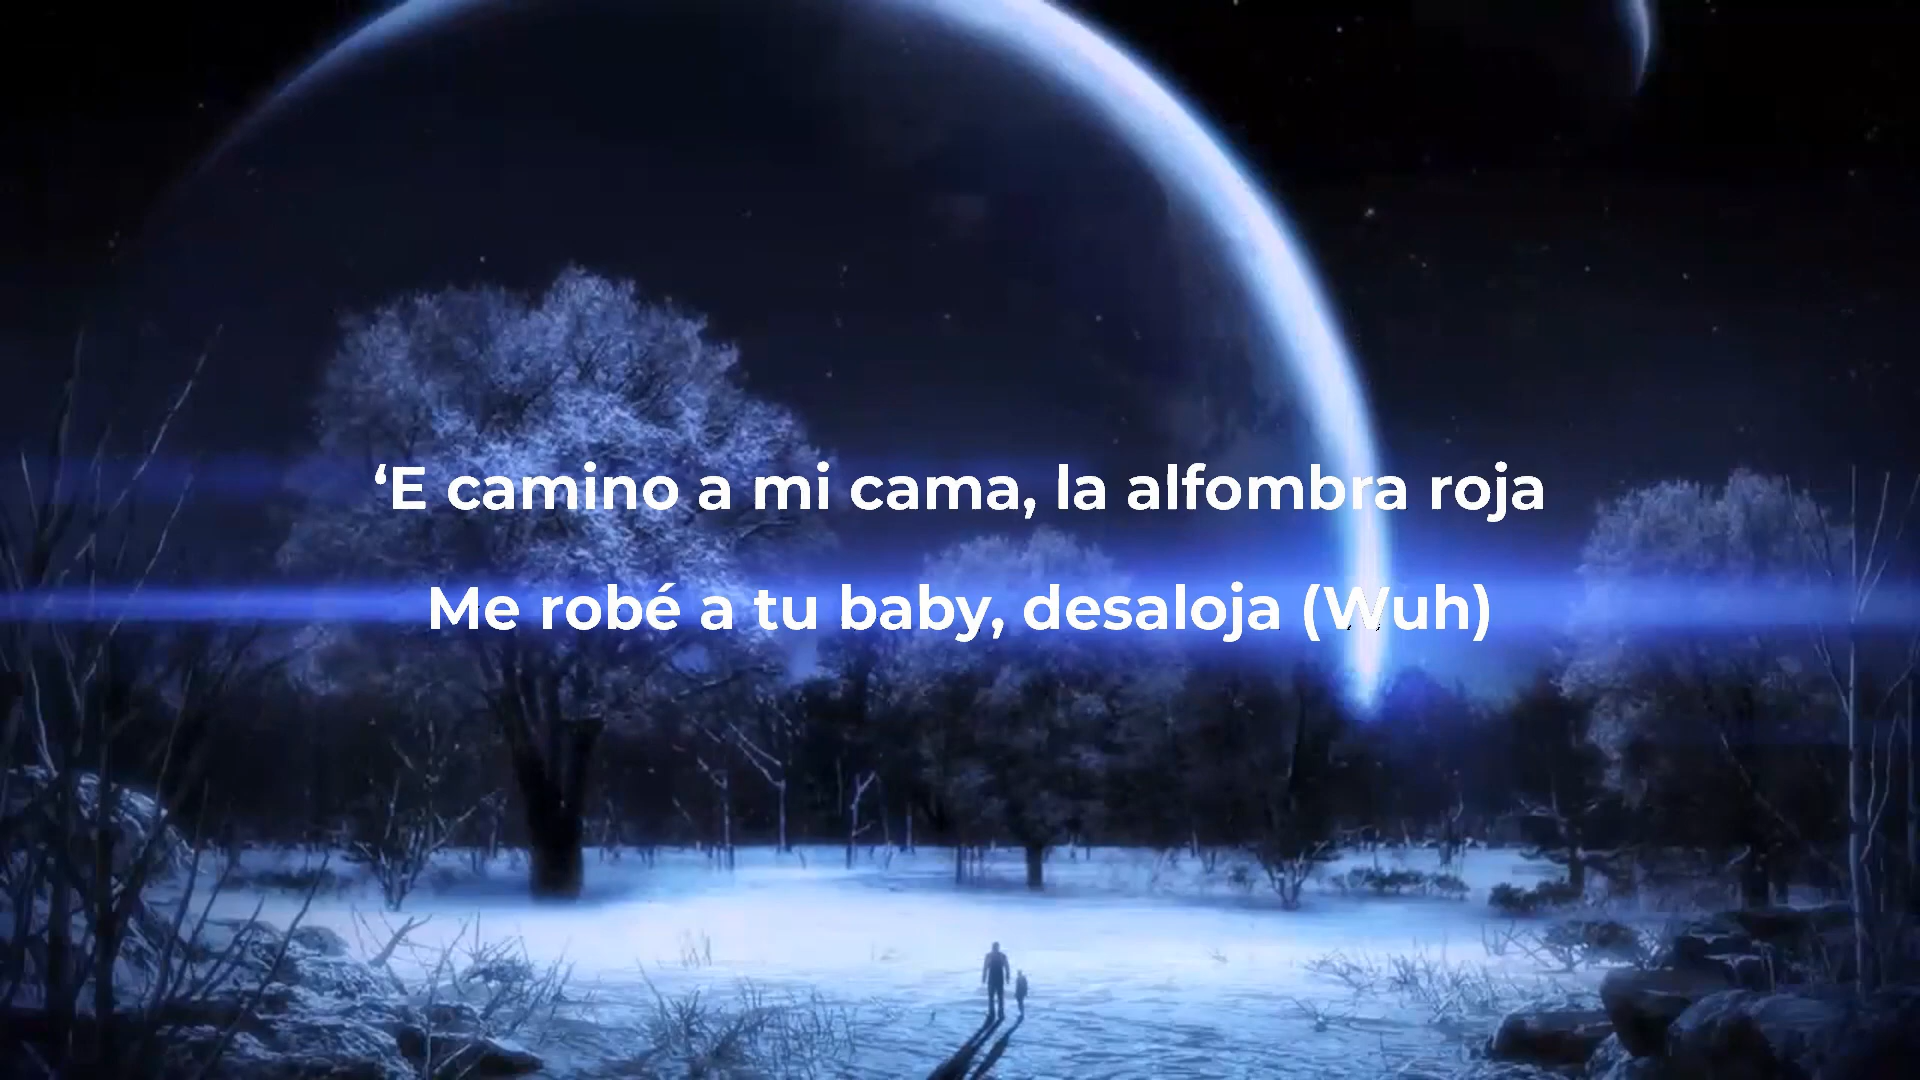 ‘E camino a mi cama, la alfombra roja
Me robé a tu baby, desaloja (Wuh)